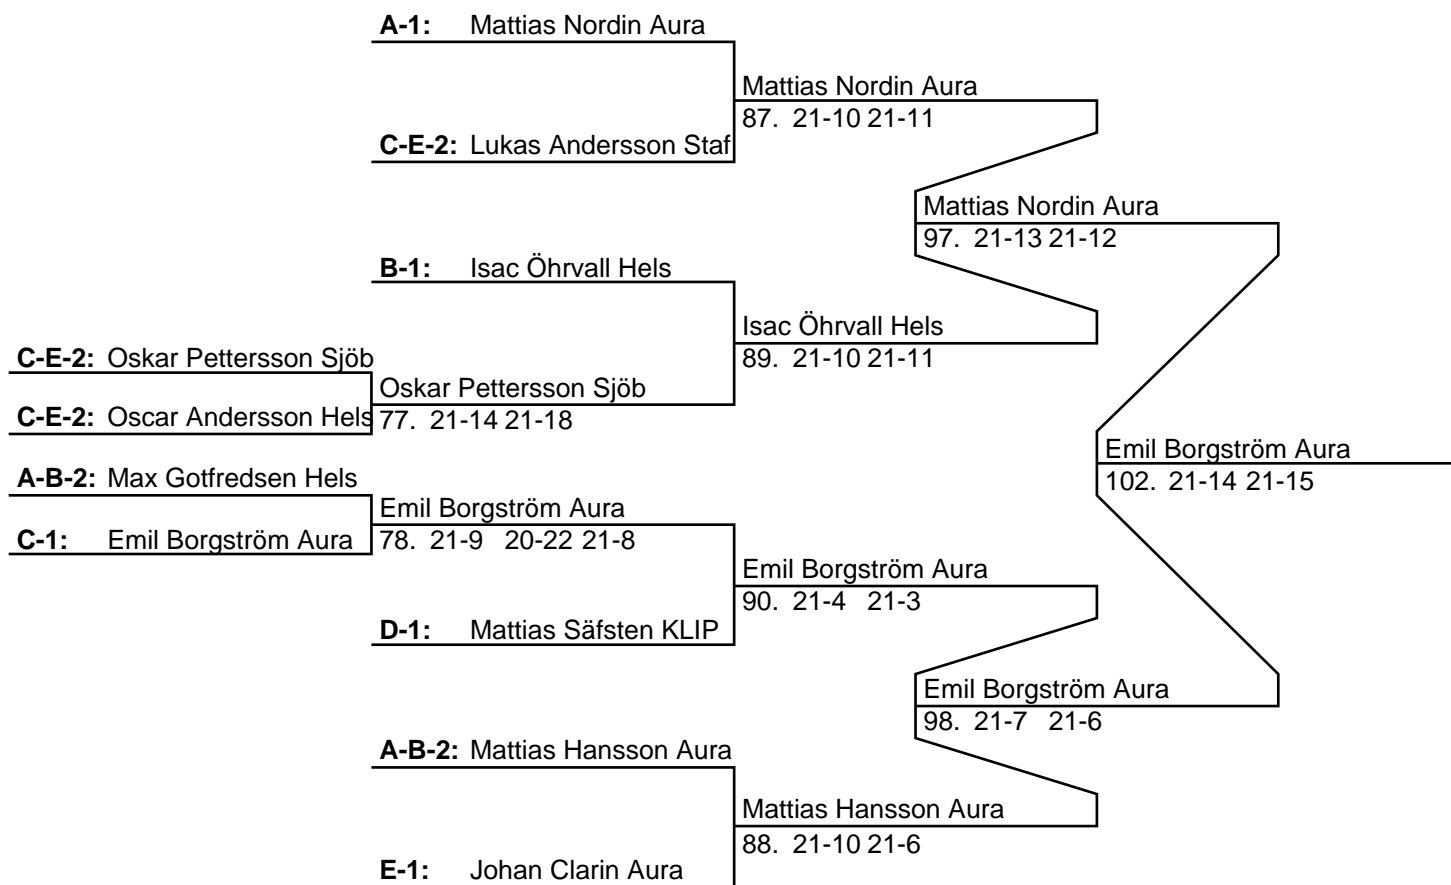 A-1: Mattias Nordin Aura
Mattias Nordin Aura
87. 21-10 21-11
C-E-2: Lukas Andersson Staf
Mattias Nordin Aura
97. 21-13 21-12
B-1: Isac Öhrvall Hels
Isac Öhrvall Hels
89. 21-10 21-11
C-E-2: Oskar Pettersson Sjöb
Oskar Pettersson Sjöb
77. 21-14 21-18
C-E-2: Oscar Andersson Hels
Emil Borgström Aura
102. 21-14 21-15
A-B-2: Max Gotfredsen Hels
Emil Borgström Aura
78. 21-9 20-22 21-8
C-1: Emil Borgström Aura
Emil Borgström Aura
90. 21-4 21-3
D-1: Mattias Säfsten KLIP
Emil Borgström Aura
98. 21-7 21-6
A-B-2: Mattias Hansson Aura
Mattias Hansson Aura
88. 21-10 21-6
E-1: Johan Clarin Aura